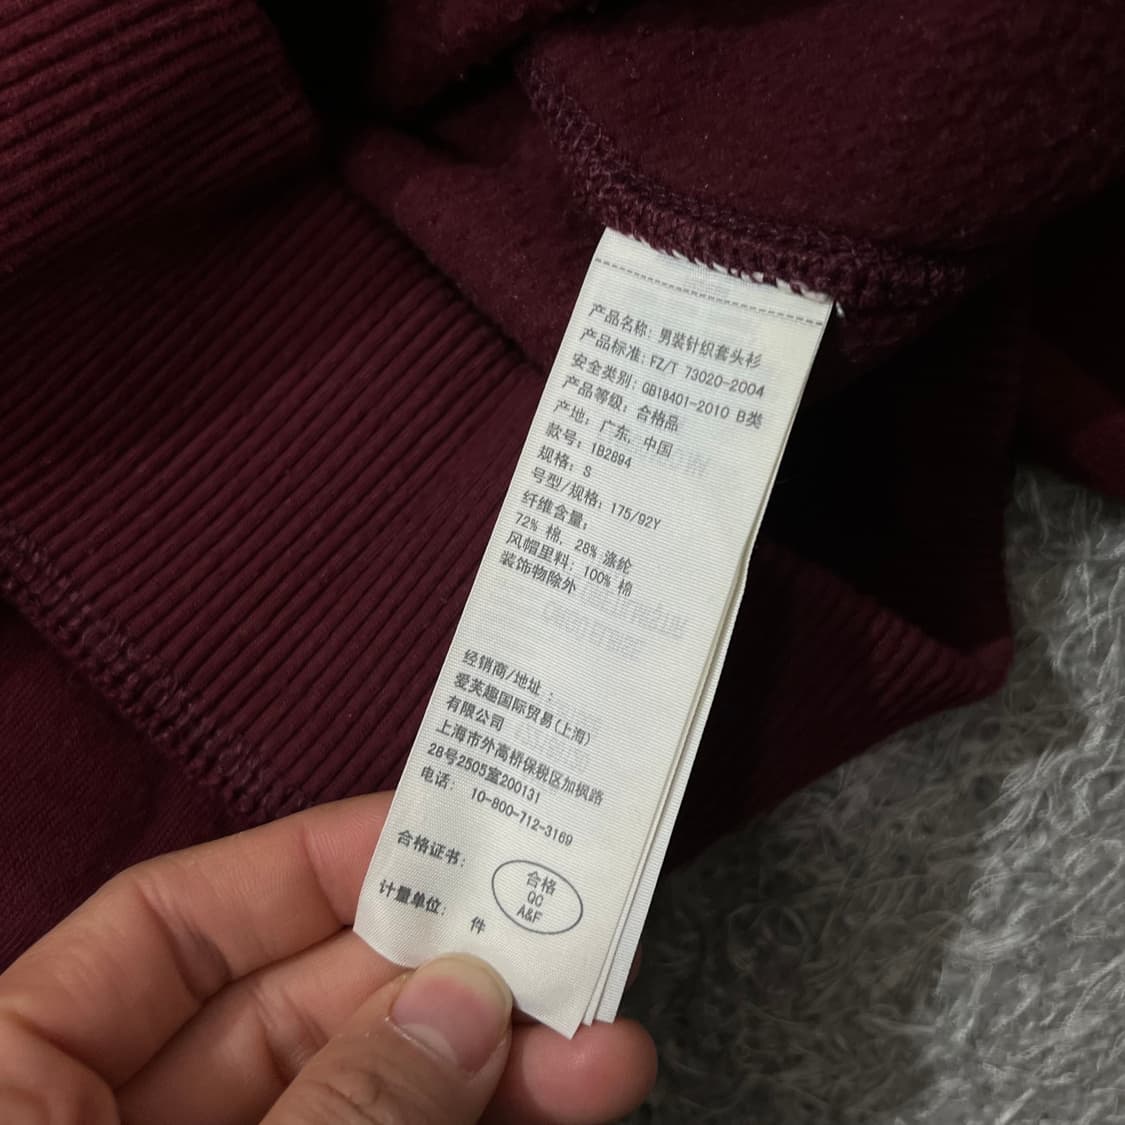 产品名称: 男装针织套头衫
产品标准: FZ/T 73020-2004
安全类别: GB18401-2010 B类
产品等级: 合格品
产地: 广东, 中国
款号: 1B2894
规格: S
号型/规格: 175/92Y
纤维含量:
72% 棉, 28% 涤纶
风帽里料: 100% 棉
装饰物除外
经销商/地址 :
爱芙趣国际贸易(上海)
有限公司
上海市外高桥保税区加枫路
28号2505室200131
电话: 10-800-712-3169
合格证书:
合格
QC
A&F
计量单位: 件